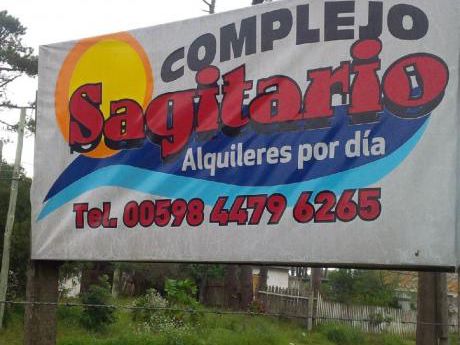 COMPLEJO
Sagitario
Alquileres por día
Tel. 00598 4479 6265